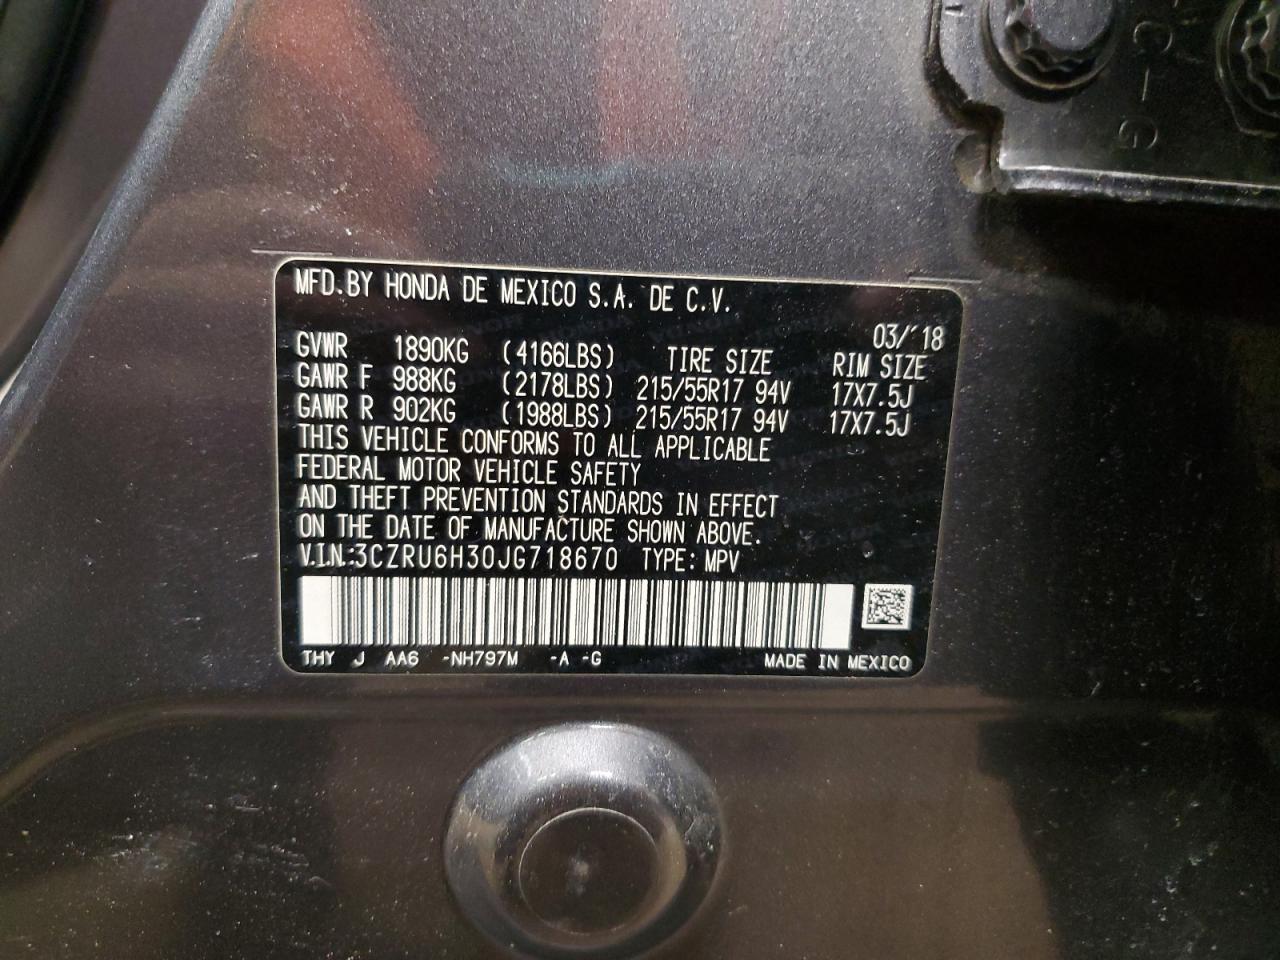 MFD.BY HONDA DE MEXICO S.A. DE C.V.
03/'18
GVWR 1890KG (4166LBS) TIRE SIZE RIM SIZE
GAWR F 988KG (2178LBS) 215/55R17 94V 17X7.5J
GAWR R 902KG (1988LBS) 215/55R17 94V 17X7.5J
THIS VEHICLE CONFORMS TO ALL APPLICABLE
FEDERAL MOTOR VEHICLE SAFETY
AND THEFT PREVENTION STANDARDS IN EFFECT
ON THE DATE OF MANUFACTURE SHOWN ABOVE.
V.I.N:3CZRU6H30JG718670 TYPE: MPV
THY J AA6 -NH797M -A -G MADE IN MEXICO
C-G